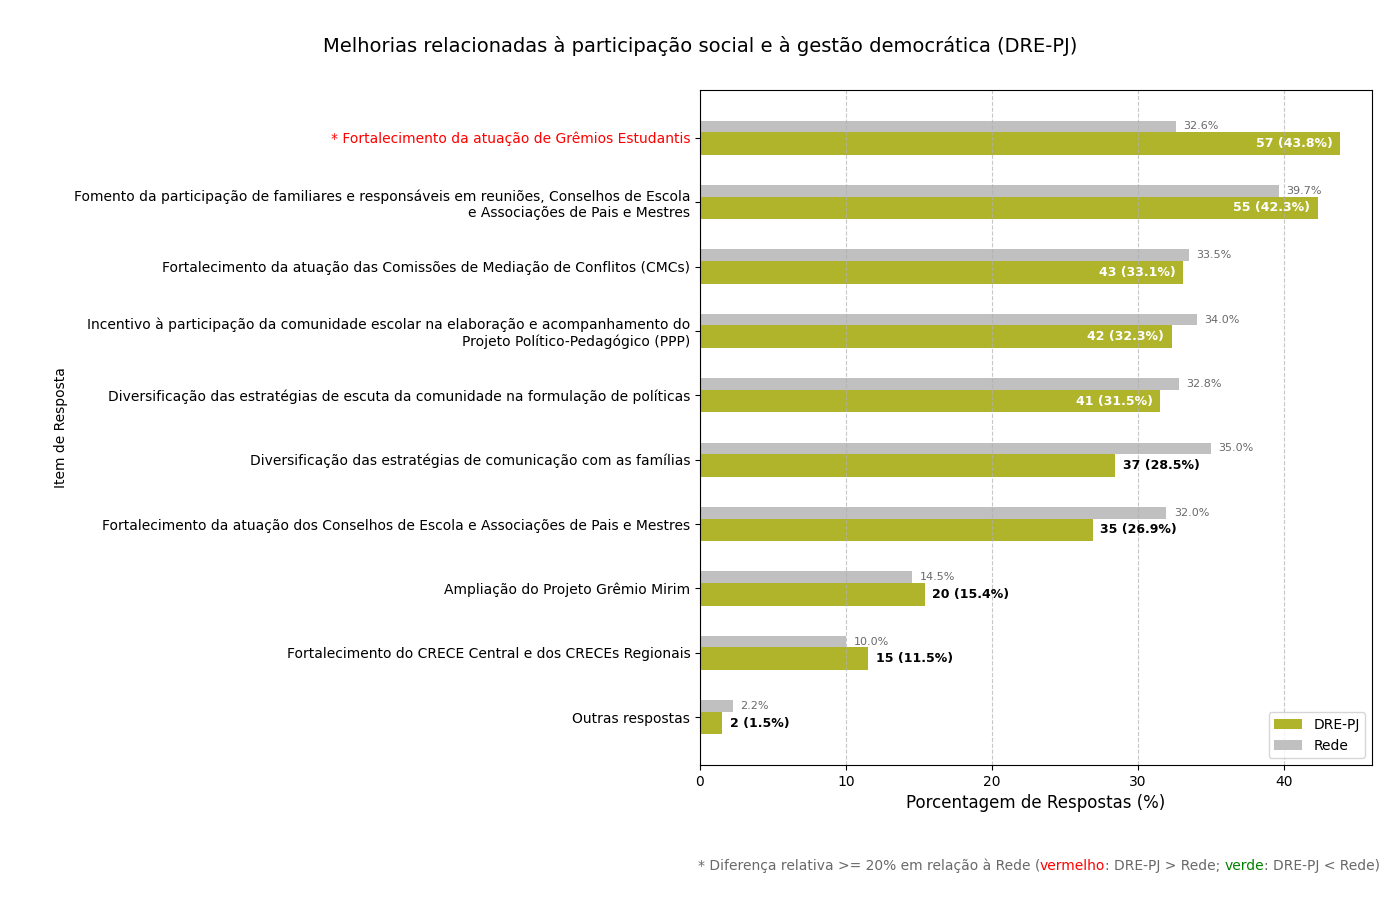 Melhorias relacionadas à participação social e à gestão democrática (DRE-PJ)
Item de Resposta
* Fortalecimento da atuação de Grêmios Estudantis
32.6%
57 (43.8%)
Fomento da participação de familiares e responsáveis em reuniões, Conselhos de Escola
e Associações de Pais e Mestres
39.7%
55 (42.3%)
Fortalecimento da atuação das Comissões de Mediação de Conflitos (CMCs)
33.5%
43 (33.1%)
Incentivo à participação da comunidade escolar na elaboração e acompanhamento do
Projeto Político-Pedagógico (PPP)
34.0%
42 (32.3%)
Diversificação das estratégias de escuta da comunidade na formulação de políticas
32.8%
41 (31.5%)
Diversificação das estratégias de comunicação com as famílias
35.0%
37 (28.5%)
Fortalecimento da atuação dos Conselhos de Escola e Associações de Pais e Mestres
32.0%
35 (26.9%)
Ampliação do Projeto Grêmio Mirim
14.5%
20 (15.4%)
Fortalecimento do CRECE Central e dos CRECEs Regionais
10.0%
15 (11.5%)
Outras respostas
2.2%
2 (1.5%)
DRE-PJ
Rede
0 10 20 30 40
Porcentagem de Respostas (%)
* Diferença relativa >= 20% em relação à Rede (vermelho: DRE-PJ > Rede; verde: DRE-PJ < Rede)